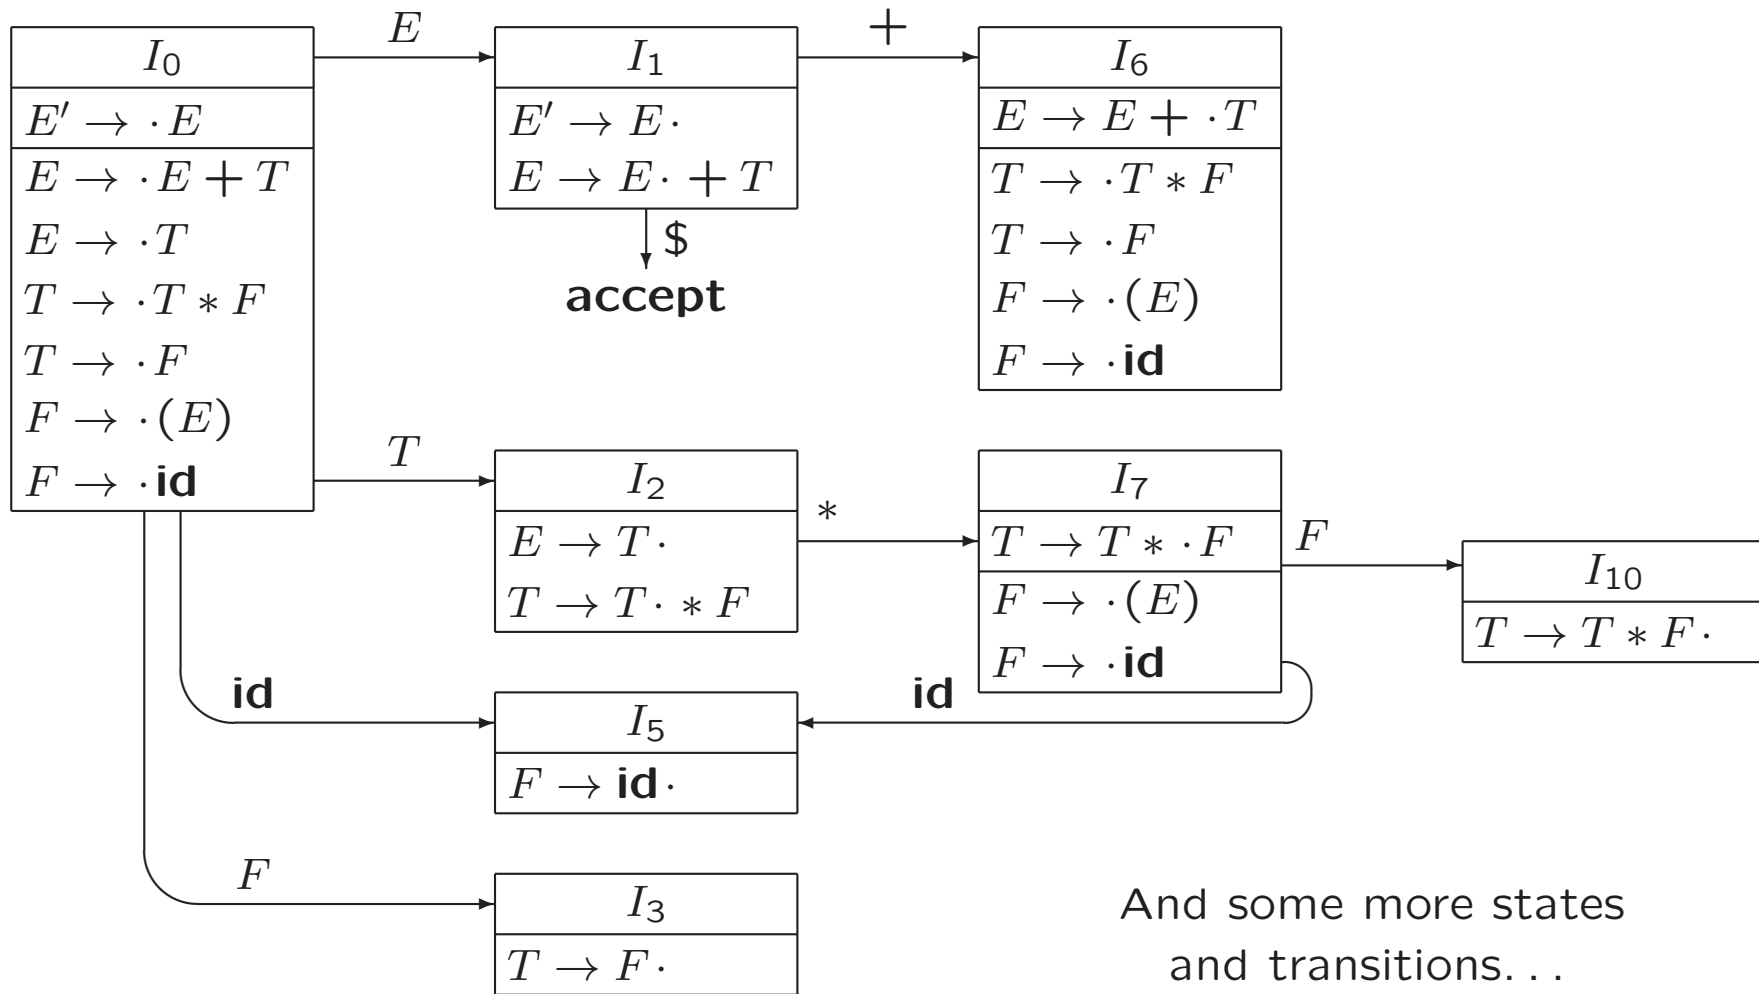 I₀
E′ → ·E
E → ·E + T
E → ·T
T → ·T ∗ F
T → ·F
F → ·(E)
F → ·id
E
I₁
E′ → E·
E → E· + T
$
accept
+
I₆
E → E + ·T
T → ·T ∗ F
T → ·F
F → ·(E)
F → ·id
T
I₂
E → T·
T → T· ∗ F
∗
I₇
T → T ∗ ·F
F → ·(E)
F → ·id
F
I₁₀
T → T ∗ F·
id
I₅
F → id·
id
F
I₃
T → F·
And some more states
and transitions. . .